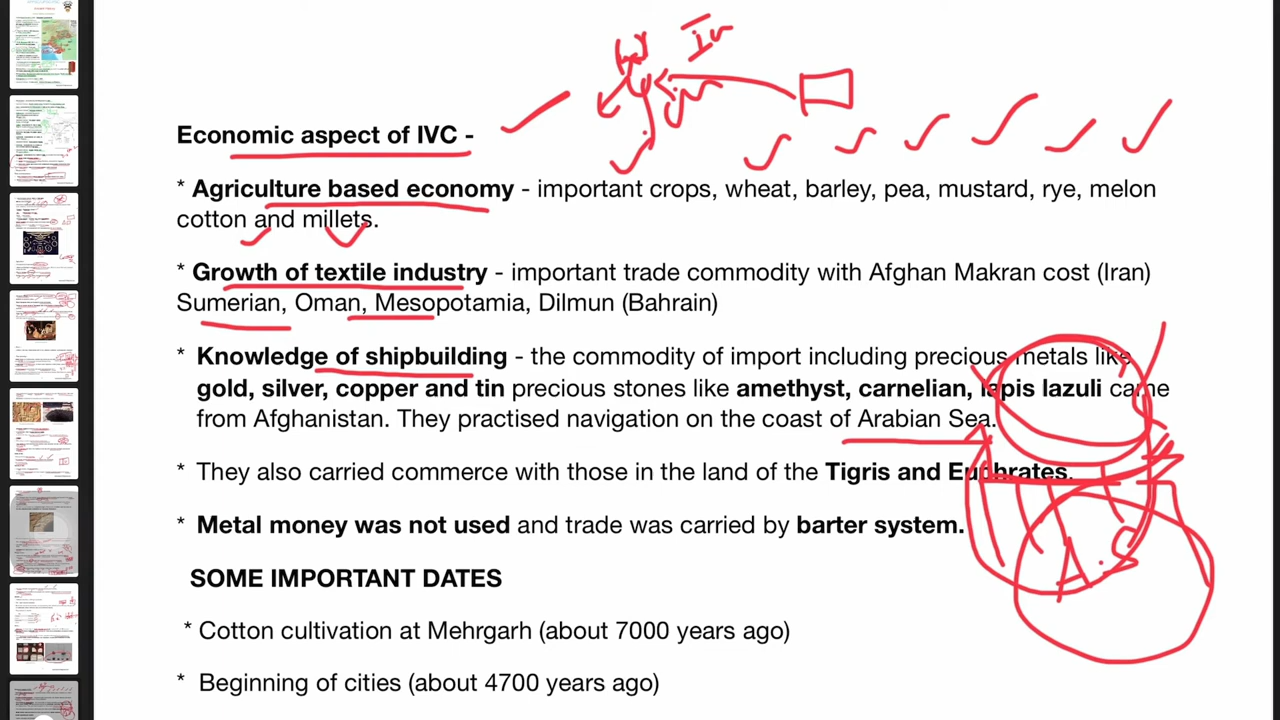 Economic aspect of IVC -
* Agriculture based economy - important crops, wheat, barley, pea, mustard, rye, melon
cotton and millets.
* Growth of textile industry - important trade commodity with Afghan Makran cost (Iran)
Sumerian, Oman, Mesopotamia, Dilmun (Bahrain)
* Knowledge of shipbuilding - the commodity of import including precious metals like
gold, silver, copper and tin precious stones like amethyst, carnelian, lapis lazuli came
from Afghanistan. They practised navigation on the coast of Arabian Sea.
* They also carried commerce with those in the land of the Tigris and Euphrates.
* Metal money was not used and trade was carried by barter system.
A.S
SOME IMPORTANT DATES
* Cotton cultivation at Mehrgarh (about 7000 years ago)
* Beginning of cities (about 4700 years ago)